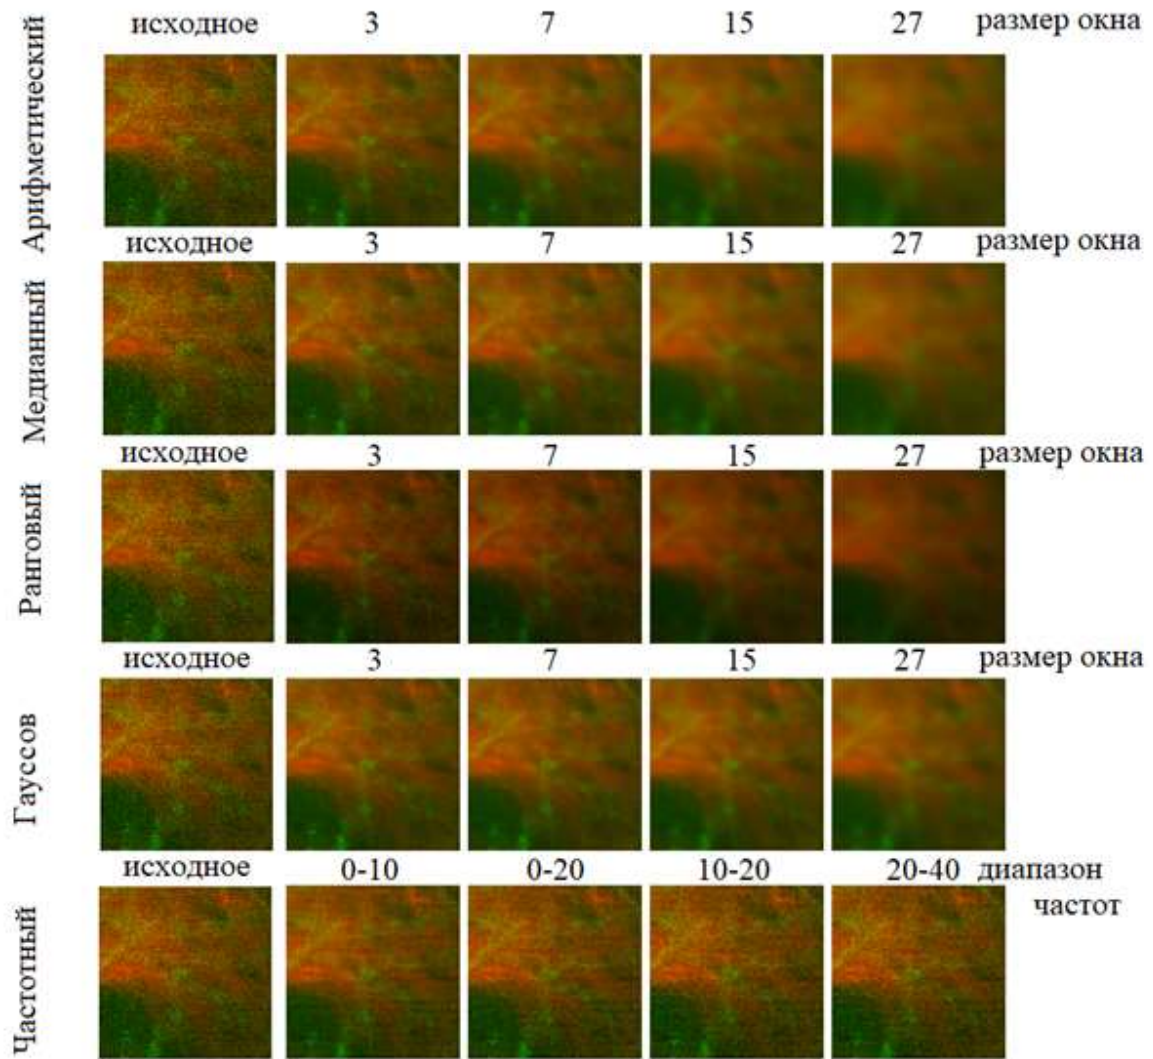 исходное 3 7 15 27 размер окна
Арифметический
исходное 3 7 15 27 размер окна
Медианный
исходное 3 7 15 27 размер окна
Ранговый
исходное 3 7 15 27 размер окна
Гауссов
исходное 0-10 0-20 10-20 20-40 диапазон
частот
Частотный